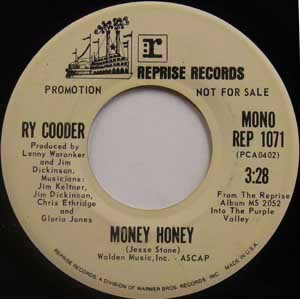 r
REPRISE RECORDS
PROMOTION
NOT FOR SALE
RY COODER
MONO
REP 1071
(PCA0402)
3:28
Produced by
Lenny Waronker
and Jim
Dickinson.
Musicians:
Jim Keltner,
Jim Dickinson,
Chris Ethridge
and
Gloria Jones
From The Reprise
Album MS 2052
Into The Purple
Valley
MONEY HONEY
(Jesse Stone)
Walden Music, Inc. - ASCAP
REPRISE RECORDS, A DIVISION OF WARNER BROS. RECORDS INC. MADE IN U.S.A.